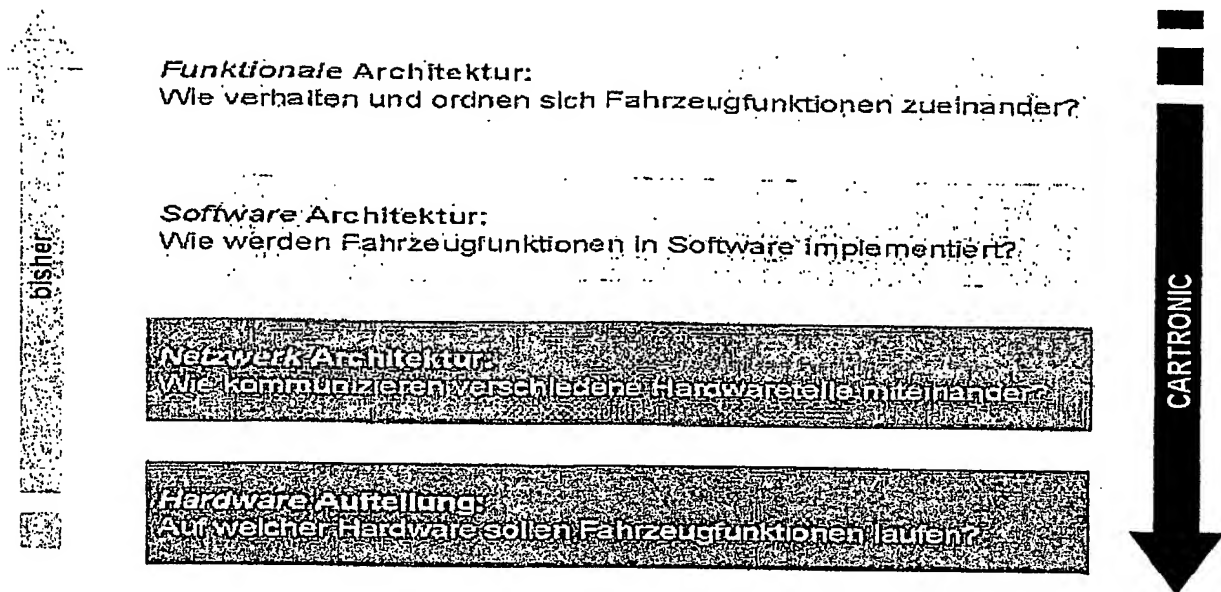 Funktionale Architektur:
Wie verhalten und ordnen sich Fahrzeugfunktionen zueinander?
Software Architektur:
Wie werden Fahrzeugfunktionen in Software implementiert?
bisher
Netzwerk Architektur:
Wie kommunizieren verschiedene Hardwareteile miteinander?
CARTRONIC
Hardware Aufteilung:
Auf welcher Hardware sollen Fahrzeugfunktionen laufen?